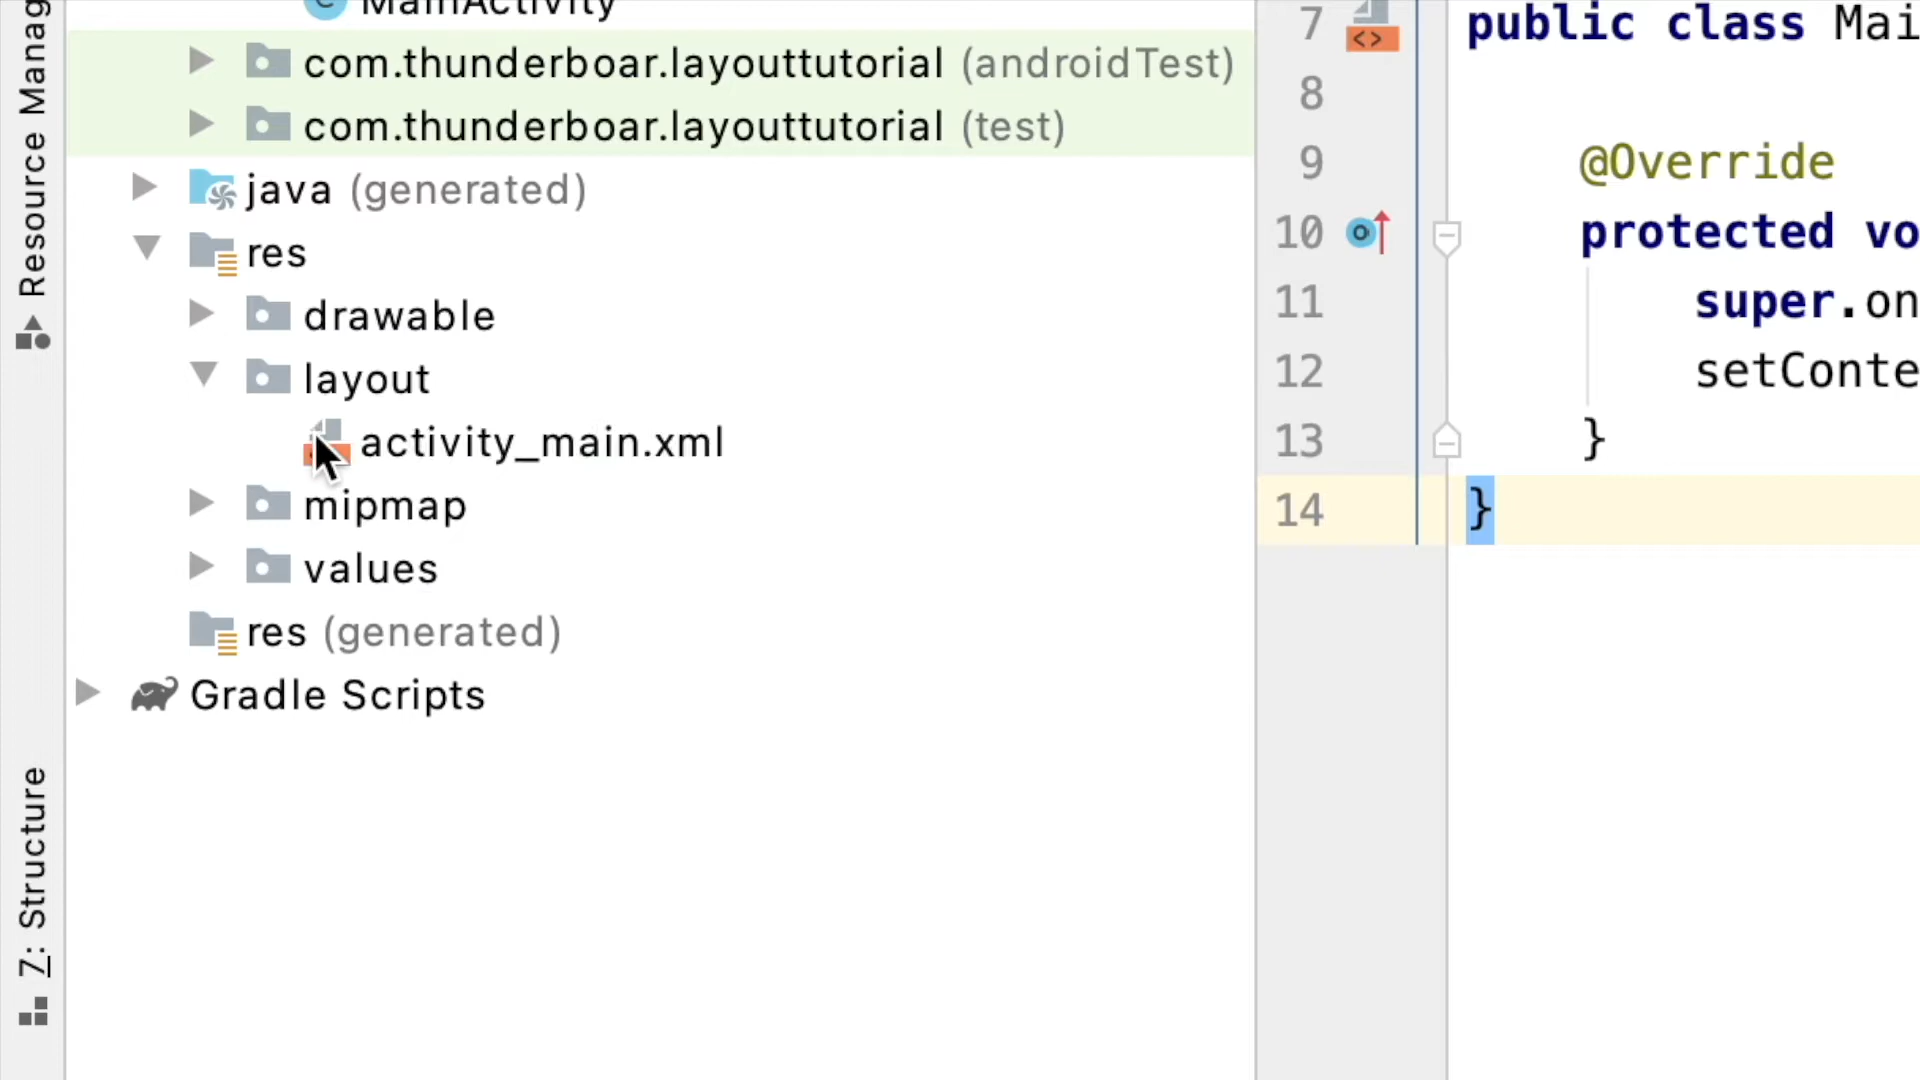 MainActivity
com.thunderboar.layouttutorial (androidTest)
com.thunderboar.layouttutorial (test)
java (generated)
res
drawable
layout
activity_main.xml
mipmap
values
res (generated)
Gradle Scripts
Resource Manag
7: Structure
7 public class Mai
8
9 @Override
10 protected vo
11 super.on
12 setConte
13 }
14 }